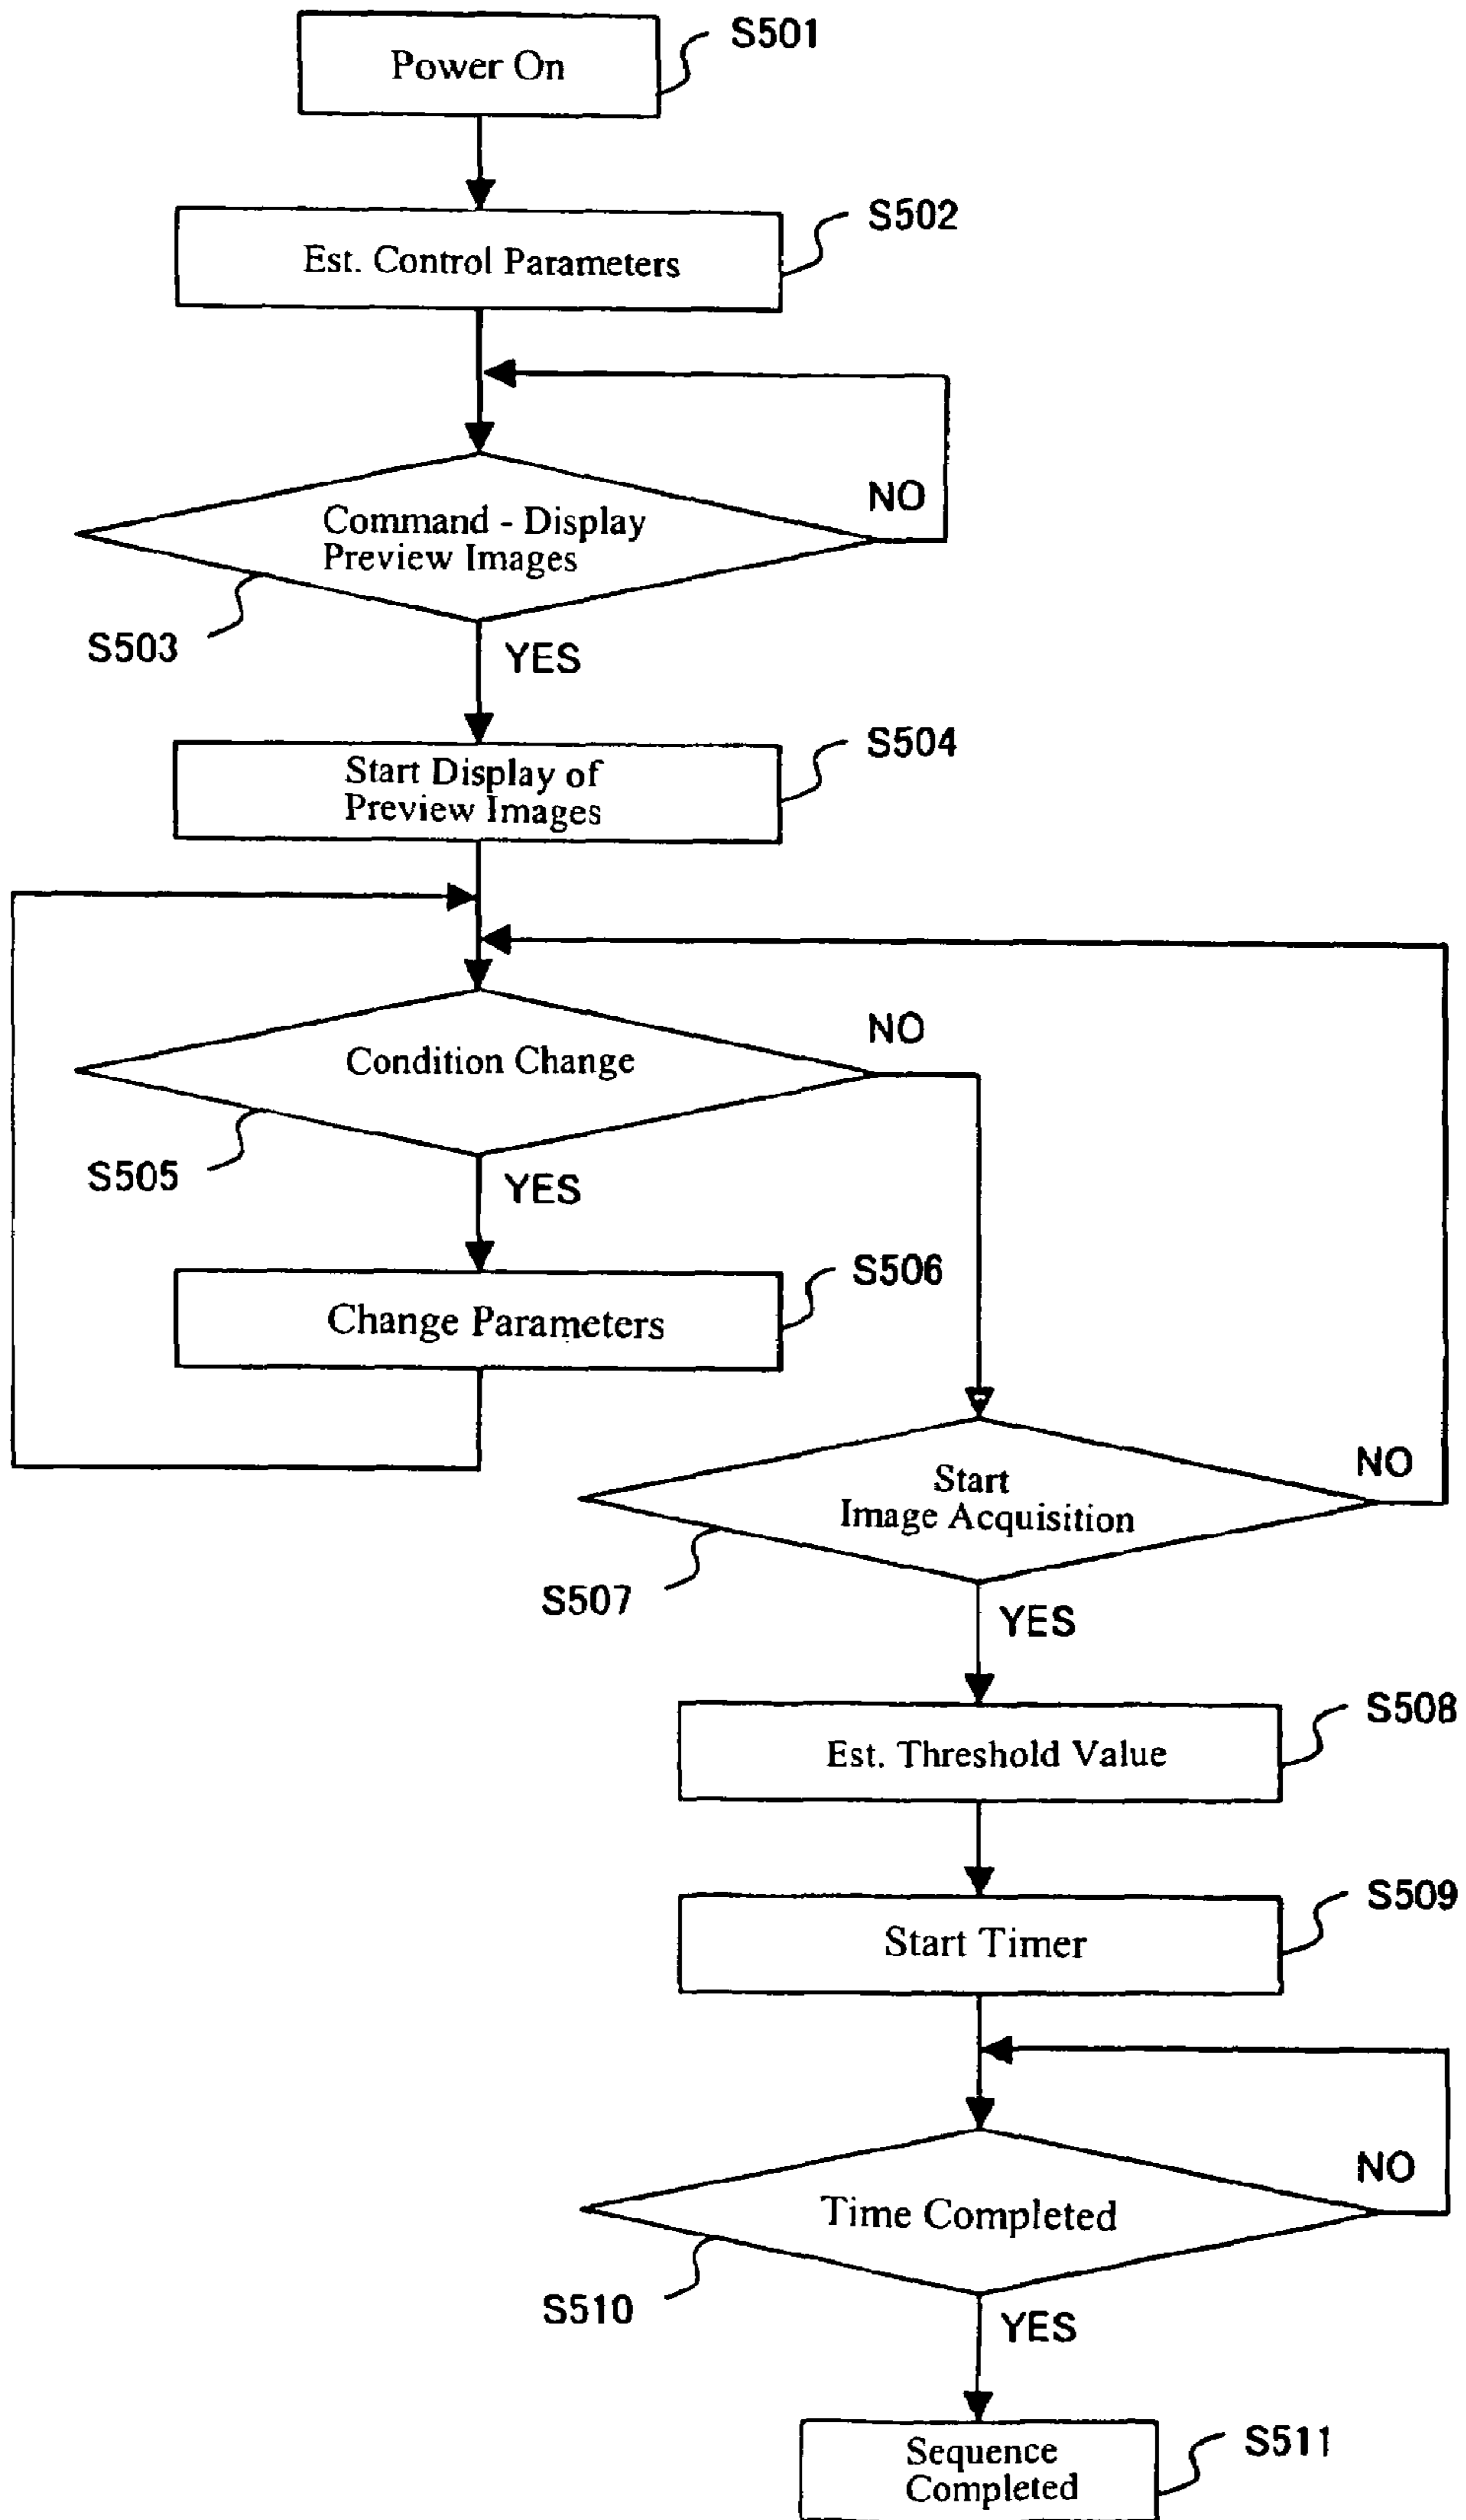 Power On
S501
Est. Control Parameters
S502
NO
Command - Display
Preview Images
S503
YES
Start Display of
Preview Images
S504
NO
Condition Change
S505
YES
Change Parameters
S506
NO
Start
Image Acquisition
S507
YES
Est. Threshold Value
S508
Start Timer
S509
NO
Time Completed
S510
YES
Sequence
Completed
S511